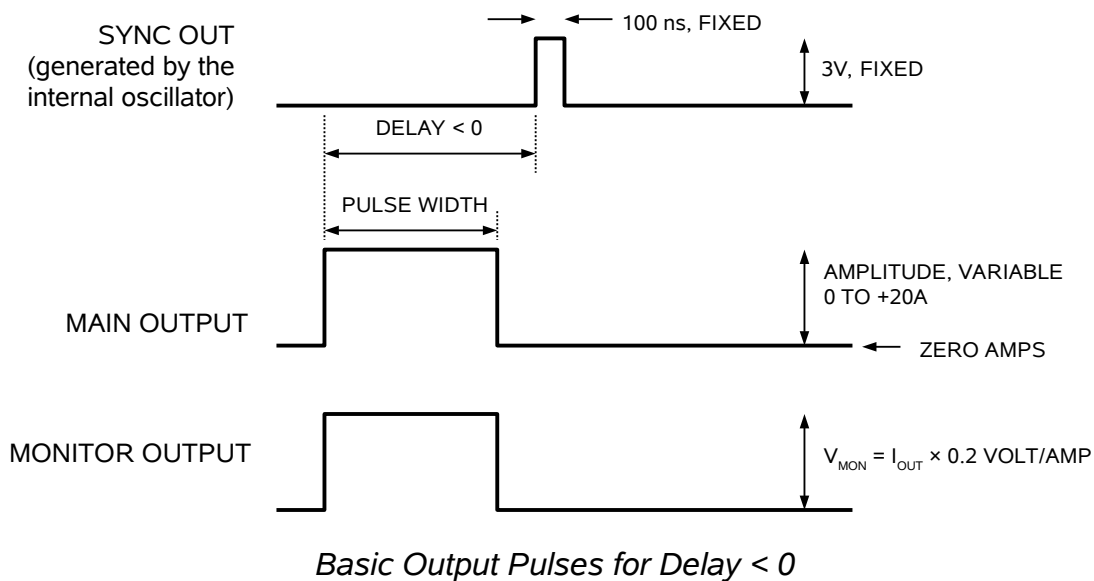 SYNC OUT
(generated by the
internal oscillator)
100 ns, FIXED
3V, FIXED
DELAY < 0
PULSE WIDTH
MAIN OUTPUT
AMPLITUDE, VARIABLE
0 TO +20A
ZERO AMPS
MONITOR OUTPUT
VMON = IOUT × 0.2 VOLT/AMP
Basic Output Pulses for Delay < 0